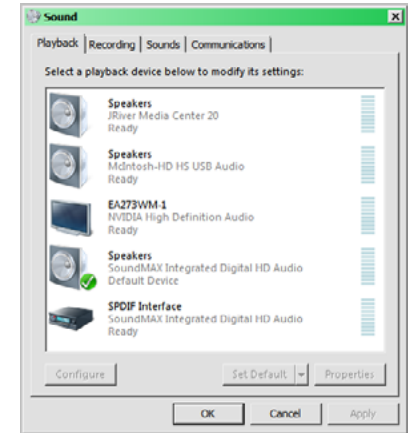 Sound
Playback Recording Sounds Communications
Select a playback device below to modify its settings:
Speakers
JRiver Media Center 20
Ready
Speakers
McIntosh-HD HS USB Audio
Ready
EA273WM-1
NVIDIA High Definition Audio
Ready
Speakers
SoundMAX Integrated Digital HD Audio
Default Device
SPDIF Interface
SoundMAX Integrated Digital HD Audio
Ready
Configure Set Default Properties
OK Cancel Apply